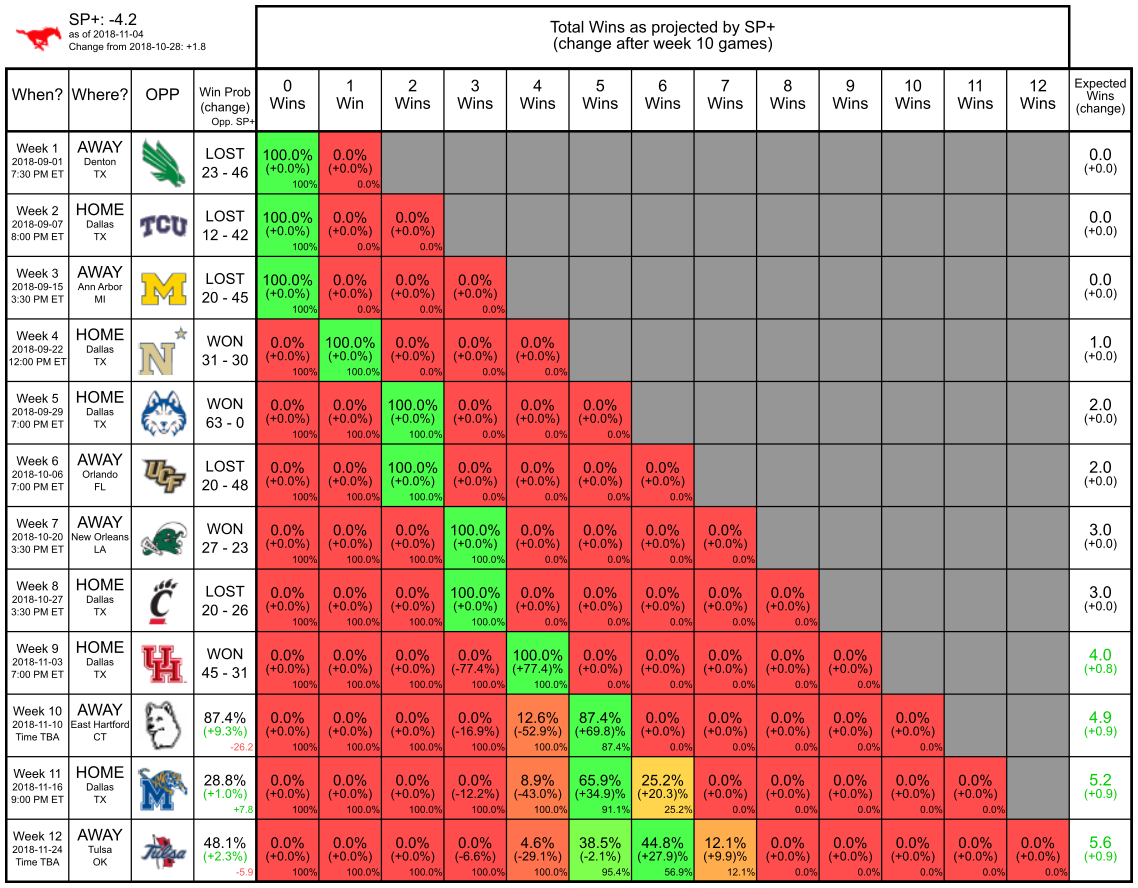 SP+: -4.2
as of 2018-11-04
Change from 2018-10-28: +1.8
Total Wins as projected by SP+
(change after week 10 games)
When? Where? OPP Win Prob (change) Opp. SP+ 0 Wins 1 Win 2 Wins 3 Wins 4 Wins 5 Wins 6 Wins 7 Wins 8 Wins 9 Wins 10 Wins 11 Wins 12 Wins Expected Wins (change)
Week 1 AWAY LOST 100.0% 0.0% 0.0
2018-09-01 Denton (+0.0%) (+0.0%) (+0.0)
7:30 PM ET TX 23 - 46 100% 0.0%
Week 2 HOME TCU LOST 100.0% 0.0% 0.0% 0.0
2018-09-07 Dallas (+0.0%) (+0.0%) (+0.0%) (+0.0)
8:00 PM ET TX 12 - 42 100% 0.0% 0.0%
Week 3 AWAY M LOST 100.0% 0.0% 0.0% 0.0% 0.0
2018-09-15 Ann Arbor (+0.0%) (+0.0%) (+0.0%) (+0.0%) (+0.0)
3:30 PM ET MI 20 - 45 100% 0.0% 0.0% 0.0%
Week 4 HOME N WON 0.0% 100.0% 0.0% 0.0% 0.0% 1.0
2018-09-22 Dallas (+0.0%) (+0.0%) (+0.0%) (+0.0%) (+0.0%) (+0.0)
12:00 PM ET TX 31 - 30 100% 100.0% 0.0% 0.0% 0.0%
Week 5 HOME WON 0.0% 0.0% 100.0% 0.0% 0.0% 0.0% 2.0
2018-09-29 Dallas (+0.0%) (+0.0%) (+0.0%) (+0.0%) (+0.0%) (+0.0%) (+0.0)
7:00 PM ET TX 63 - 0 100% 100.0% 100.0% 0.0% 0.0% 0.0%
Week 6 AWAY UCF LOST 0.0% 0.0% 100.0% 0.0% 0.0% 0.0% 0.0% 2.0
2018-10-06 Orlando (+0.0%) (+0.0%) (+0.0%) (+0.0%) (+0.0%) (+0.0%) (+0.0%) (+0.0)
7:00 PM ET FL 20 - 48 100% 100.0% 100.0% 0.0% 0.0% 0.0% 0.0%
Week 7 AWAY WON 0.0% 0.0% 0.0% 100.0% 0.0% 0.0% 0.0% 0.0% 3.0
2018-10-20 New Orleans (+0.0%) (+0.0%) (+0.0%) (+0.0%) (+0.0%) (+0.0%) (+0.0%) (+0.0%) (+0.0)
3:30 PM ET LA 27 - 23 100% 100.0% 100.0% 100.0% 0.0% 0.0% 0.0% 0.0%
Week 8 HOME C LOST 0.0% 0.0% 0.0% 100.0% 0.0% 0.0% 0.0% 0.0% 0.0% 3.0
2018-10-27 Dallas (+0.0%) (+0.0%) (+0.0%) (+0.0%) (+0.0%) (+0.0%) (+0.0%) (+0.0%) (+0.0%) (+0.0)
3:30 PM ET TX 20 - 26 100% 100.0% 100.0% 100.0% 0.0% 0.0% 0.0% 0.0% 0.0%
Week 9 HOME UH WON 0.0% 0.0% 0.0% 0.0% 100.0% 0.0% 0.0% 0.0% 0.0% 0.0% 4.0
2018-11-03 Dallas (+0.0%) (+0.0%) (+0.0%) (-77.4%) (+77.4)% (+0.0%) (+0.0%) (+0.0%) (+0.0%) (+0.0%) (+0.8)
7:00 PM ET TX 45 - 31 100% 100.0% 100.0% 100.0% 100.0% 0.0% 0.0% 0.0% 0.0% 0.0%
Week 10 AWAY 87.4% 0.0% 0.0% 0.0% 0.0% 12.6% 87.4% 0.0% 0.0% 0.0% 0.0% 0.0% 4.9
2018-11-10 East Hartford (+9.3%) (+0.0%) (+0.0%) (+0.0%) (-16.9%) (-52.9%) (+69.8)% (+0.0%) (+0.0%) (+0.0%) (+0.0%) (+0.0%) (+0.9)
Time TBA CT -26.2 100% 100.0% 100.0% 100.0% 100.0% 87.4% 0.0% 0.0% 0.0% 0.0% 0.0%
Week 11 HOME M 28.8% 0.0% 0.0% 0.0% 0.0% 8.9% 65.9% 25.2% 0.0% 0.0% 0.0% 0.0% 0.0% 5.2
2018-11-16 Dallas (+1.0%) (+0.0%) (+0.0%) (+0.0%) (-12.2%) (-43.0%) (+34.9)% (+20.3)% (+0.0%) (+0.0%) (+0.0%) (+0.0%) (+0.0%) (+0.9)
9:00 PM ET TX +7.8 100% 100.0% 100.0% 100.0% 100.0% 91.1% 25.2% 0.0% 0.0% 0.0% 0.0% 0.0%
Week 12 AWAY Tulsa 48.1% 0.0% 0.0% 0.0% 0.0% 4.6% 38.5% 44.8% 12.1% 0.0% 0.0% 0.0% 0.0% 0.0% 5.6
2018-11-24 Tulsa (+2.3%) (+0.0%) (+0.0%) (+0.0%) (-6.6%) (-29.1%) (-2.1%) (+27.9)% (+9.9)% (+0.0%) (+0.0%) (+0.0%) (+0.0%) (+0.0%) (+0.9)
Time TBA OK -5.9 100% 100.0% 100.0% 100.0% 100.0% 95.4% 56.9% 12.1% 0.0% 0.0% 0.0% 0.0% 0.0%